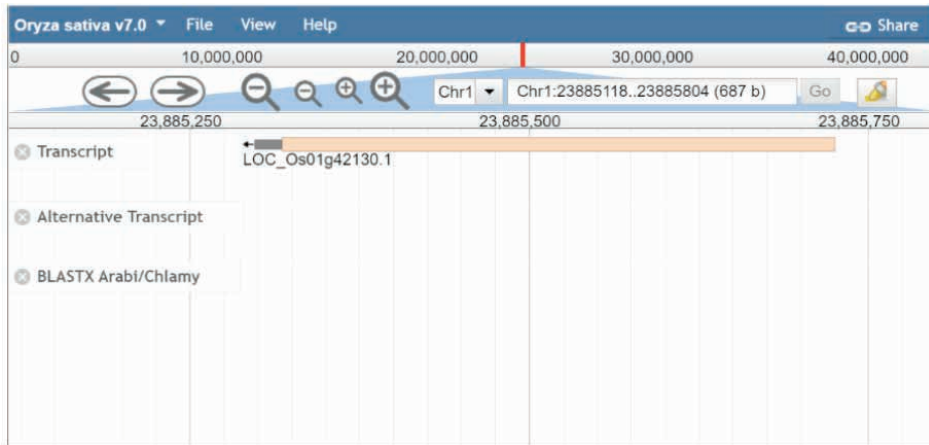 Oryza sativa v7.0 File View Help Share
0 10,000,000 20,000,000 30,000,000 40,000,000
Chr1 Chr1:23885118..23885804 (687 b) Go
23,885,250 23,885,500 23,885,750
Transcript
LOC_Os01g42130.1
Alternative Transcript
BLASTX Arabi/Chlamy